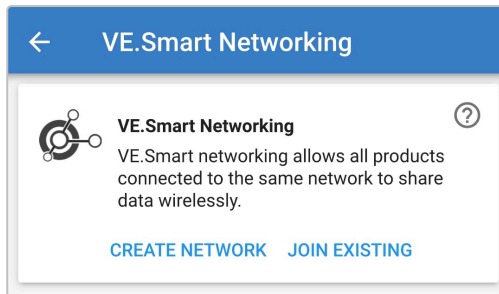 VE.Smart Networking
VE.Smart Networking
VE.Smart networking allows all products
connected to the same network to share
data wirelessly.
CREATE NETWORK JOIN EXISTING